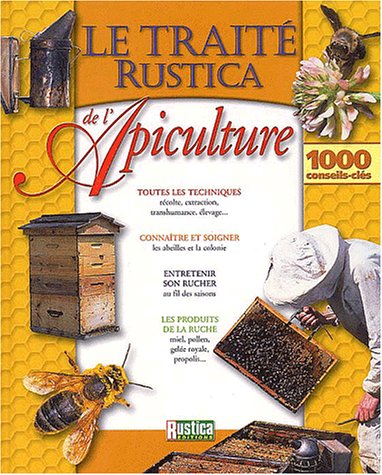 LE TRAITÉ
RUSTICA
de l'Apiculture
1000
conseils-clés
TOUTES LES TECHNIQUES
récolte, extraction,
transhumance, élevage...
CONNAÎTRE ET SOIGNER
les abeilles et la colonie
ENTRETENIR
SON RUCHER
au fil des saisons
LES PRODUITS
DE LA RUCHE
miel, pollen,
gelée royale,
propolis...
Rustica
EDITIONS